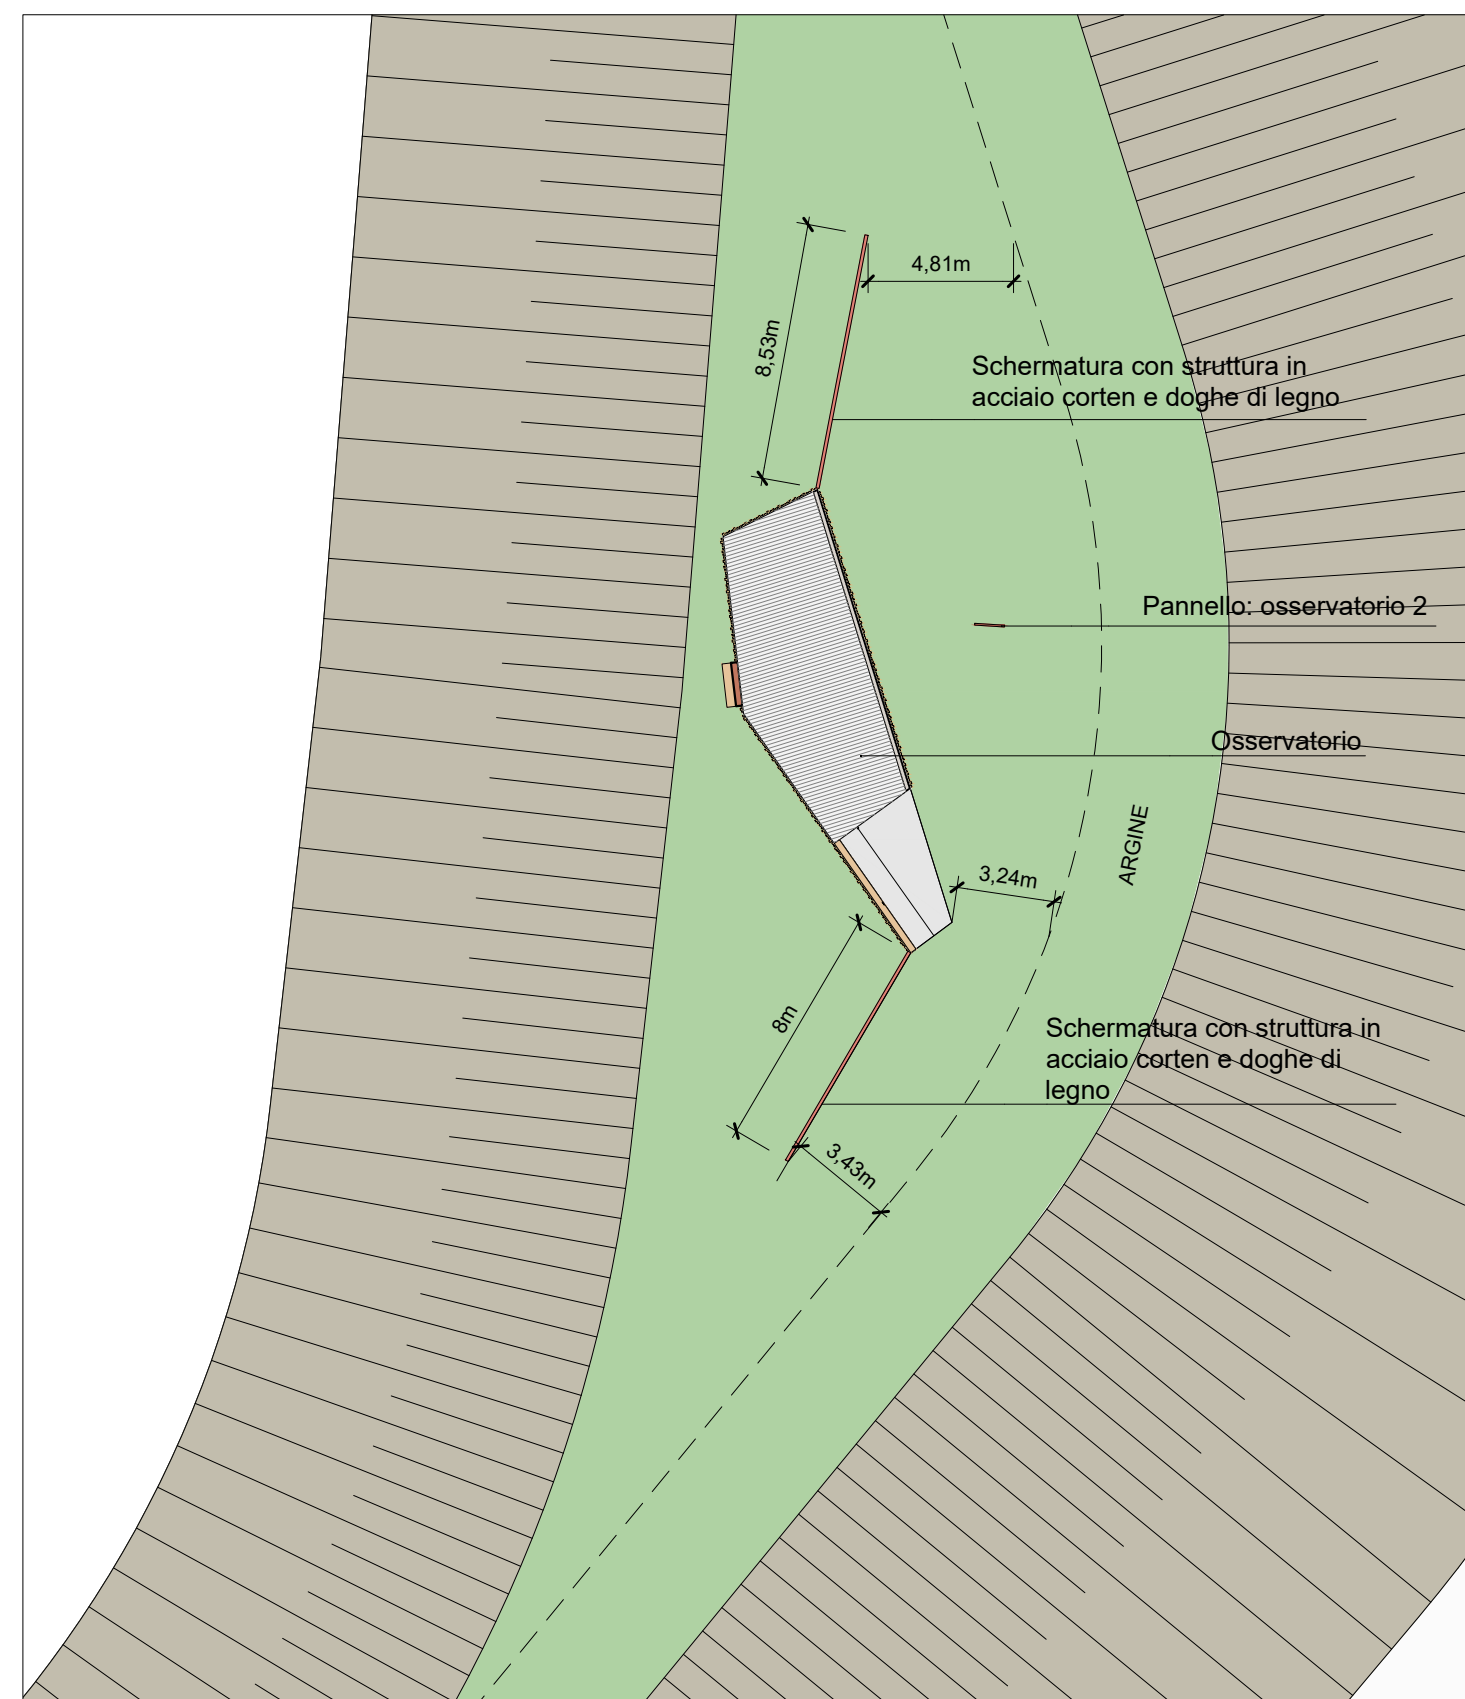 4,81m
8,53m
Schermatura con struttura in
acciaio corten e doghe di legno
Pannello: osservatorio 2
Osservatorio
ARGINE
3,24m
8m
Schermatura con struttura in
acciaio corten e doghe di
legno
3,43m